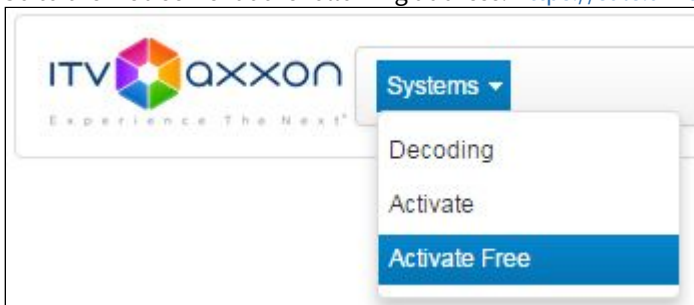 ITV AXXON
Experience The Next®
Systems
Decoding
Activate
Activate Free